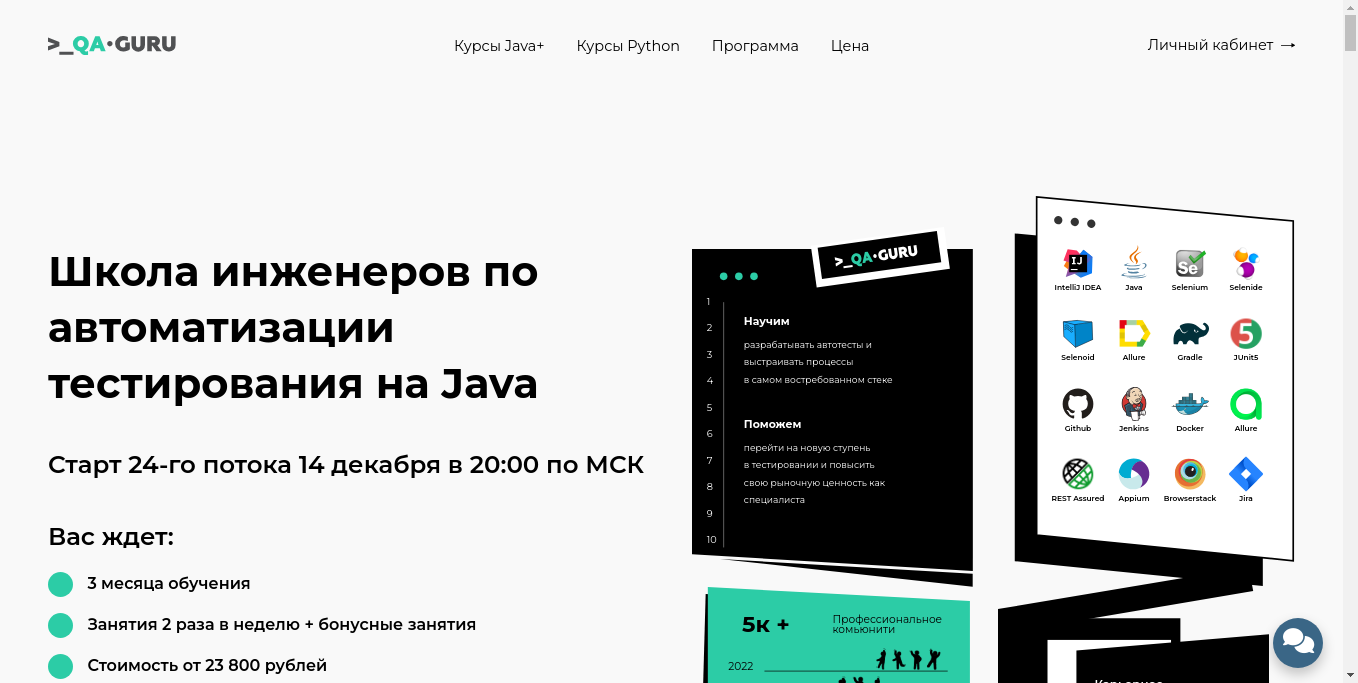 >_QA·GURU
Курсы Java+
Курсы Python
Программа
Цена
Личный кабинет →
Школа инженеров по
автоматизации
тестирования на Java
Старт 24-го потока 14 декабря в 20:00 по МСК
Вас ждет:
3 месяца обучения
Занятия 2 раза в неделю + бонусные занятия
Стоимость от 23 800 рублей
>_QA·GURU
1
2
3
4
5
6
7
8
9
10
Научим
разрабатывать автотесты и
выстраивать процессы
в самом востребованном стеке
Поможем
перейти на новую ступень
в тестировании и повысить
свою рыночную ценность как
специалиста
IJ
IntelliJ IDEA
Java
Se
Selenium
Selenide
Selenoid
Allure
Gradle
5
JUnit5
Github
Jenkins
Docker
Allure
REST Assured
Appium
Browserstack
Jira
5к +
Профессиональное
комьюнити
2022